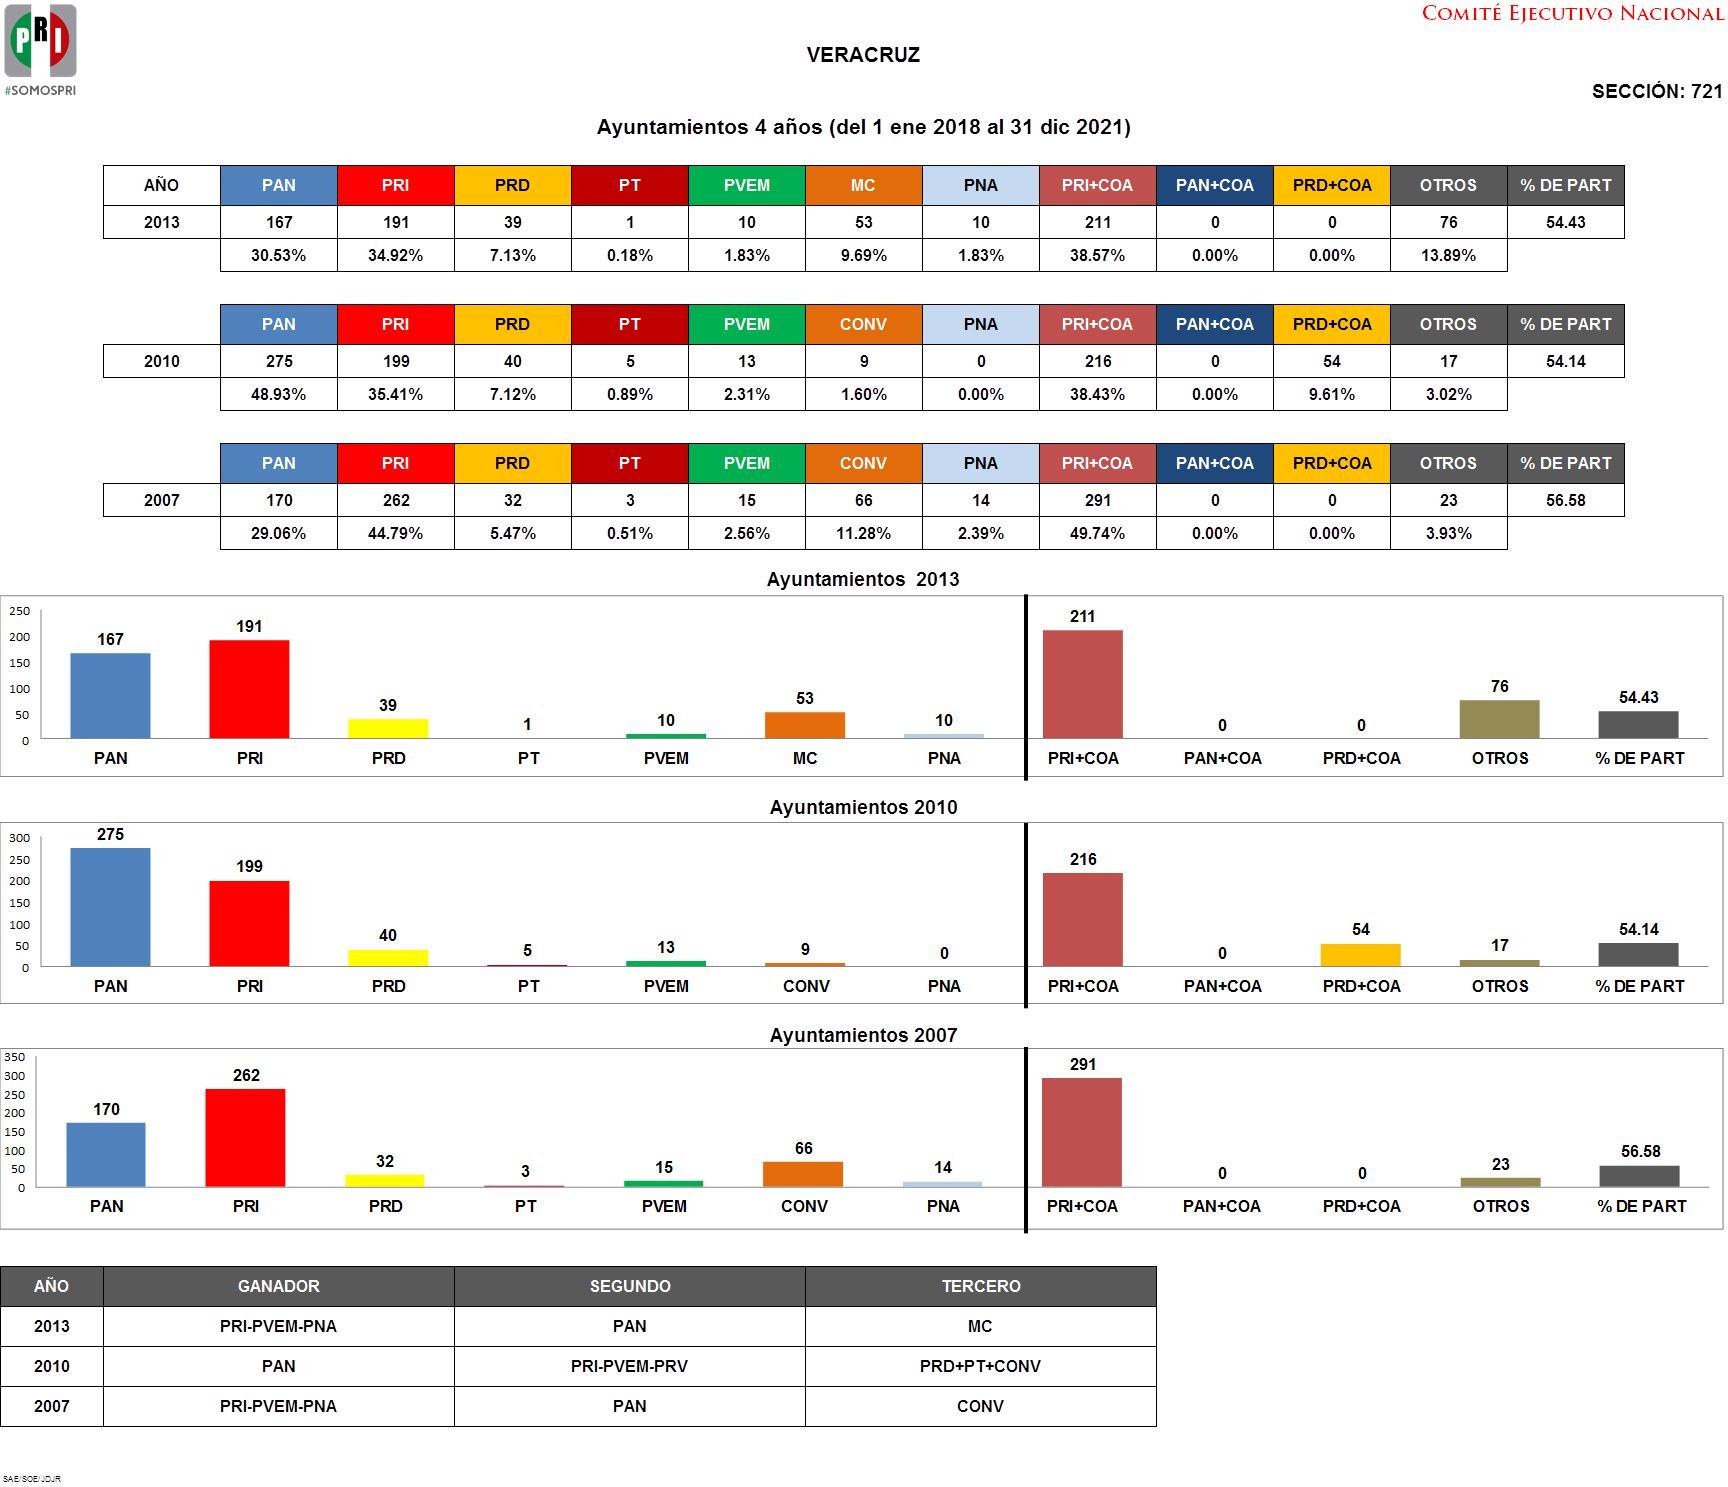 PRI
COMITÉ EJECUTIVO NACIONAL
#SOMOSPRI
VERACRUZ
SECCIÓN: 721
Ayuntamientos 4 años (del 1 ene 2018 al 31 dic 2021)
AÑO PAN PRI PRD PT PVEM MC PNA PRI+COA PAN+COA PRD+COA OTROS % DE PART
2013 167 191 39 1 10 53 10 211 0 0 76 54.43
30.53% 34.92% 7.13% 0.18% 1.83% 9.69% 1.83% 38.57% 0.00% 0.00% 13.89%
PAN PRI PRD PT PVEM CONV PNA PRI+COA PAN+COA PRD+COA OTROS % DE PART
2010 275 199 40 5 13 9 0 216 0 54 17 54.14
48.93% 35.41% 7.12% 0.89% 2.31% 1.60% 0.00% 38.43% 0.00% 9.61% 3.02%
PAN PRI PRD PT PVEM CONV PNA PRI+COA PAN+COA PRD+COA OTROS % DE PART
2007 170 262 32 3 15 66 14 291 0 0 23 56.58
29.06% 44.79% 5.47% 0.51% 2.56% 11.28% 2.39% 49.74% 0.00% 0.00% 3.93%
Ayuntamientos 2013
250
200
150
100
50
0
167 191 39 1 10 53 10 211 0 0 76 54.43
PAN PRI PRD PT PVEM MC PNA PRI+COA PAN+COA PRD+COA OTROS % DE PART
Ayuntamientos 2010
300
250
200
150
100
50
0
275 199 40 5 13 9 0 216 0 54 17 54.14
PAN PRI PRD PT PVEM CONV PNA PRI+COA PAN+COA PRD+COA OTROS % DE PART
Ayuntamientos 2007
350
300
250
200
150
100
50
0
170 262 32 3 15 66 14 291 0 0 23 56.58
PAN PRI PRD PT PVEM CONV PNA PRI+COA PAN+COA PRD+COA OTROS % DE PART
AÑO GANADOR SEGUNDO TERCERO
2013 PRI-PVEM-PNA PAN MC
2010 PAN PRI-PVEM-PRV PRD+PT+CONV
2007 PRI-PVEM-PNA PAN CONV
SAE/SOE/JDJR